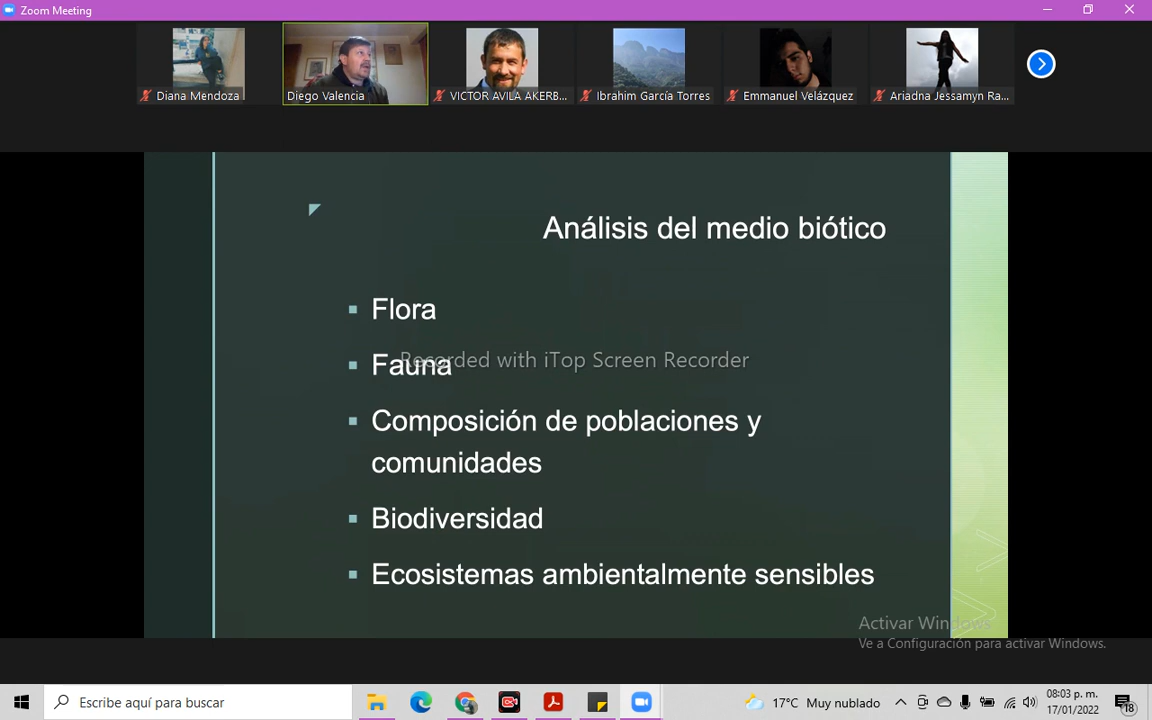 Zoom Meeting
Diana Mendoza
Diego Valencia
VICTOR AVILA AKERB...
Ibrahim García Torres
Emmanuel Velázquez
Ariadna Jessamyn Ra...
Análisis del medio biótico
Flora
Fauna
Recorded with iTop Screen Recorder
Composición de poblaciones y
comunidades
Biodiversidad
Ecosistemas ambientalmente sensibles
Activar Windows
Ve a Configuración para activar Windows.
Escribe aquí para buscar
17°C Muy nublado
08:03 p. m.
17/01/2022
18